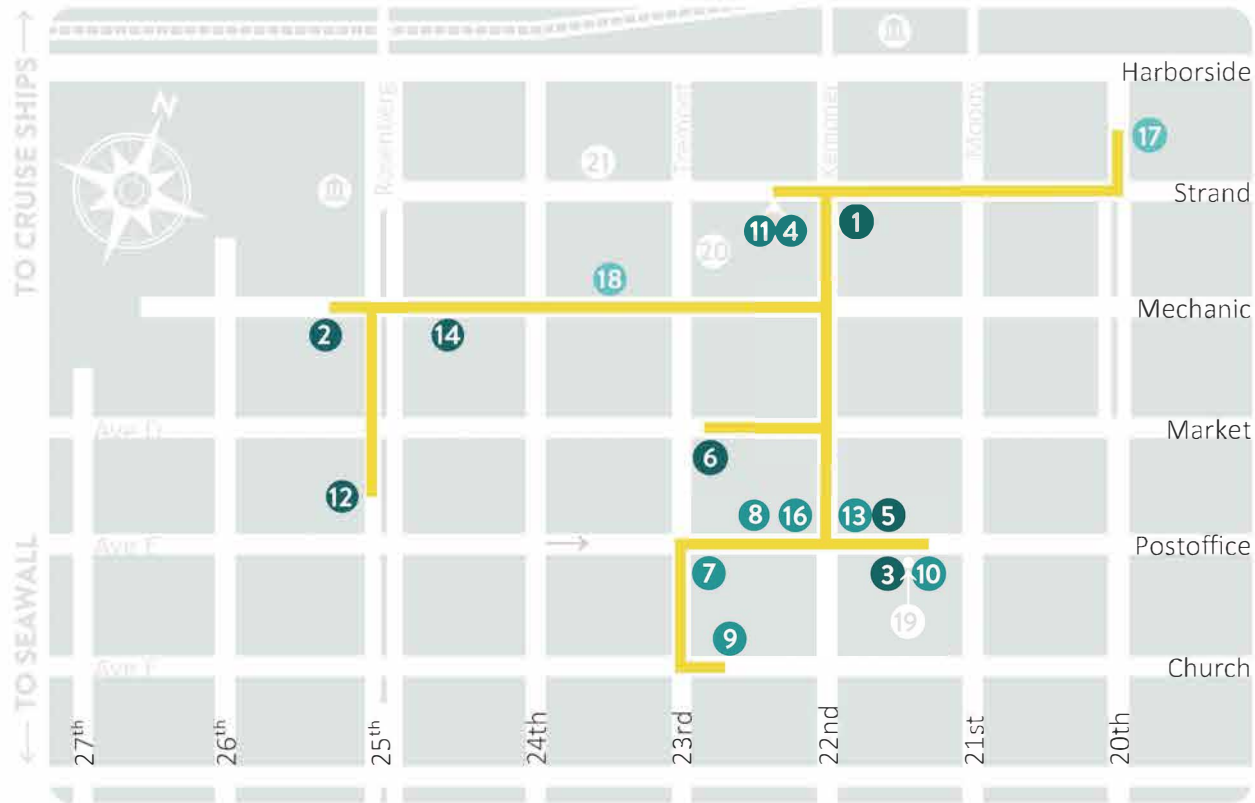 TO CRUISE SHIPS
N
Harborside
Rosenberg
Tremont
Kempner
Moody
17
21
Strand
1
11 4
20
18
Mechanic
2
14
Ave D
Market
6
12
8 16 13 5
TO SEAWALL
Ave E
Postoffice
7
3 10
19
9
Ave F
Church
27th
26th
25th
24th
23rd
22nd
21st
20th